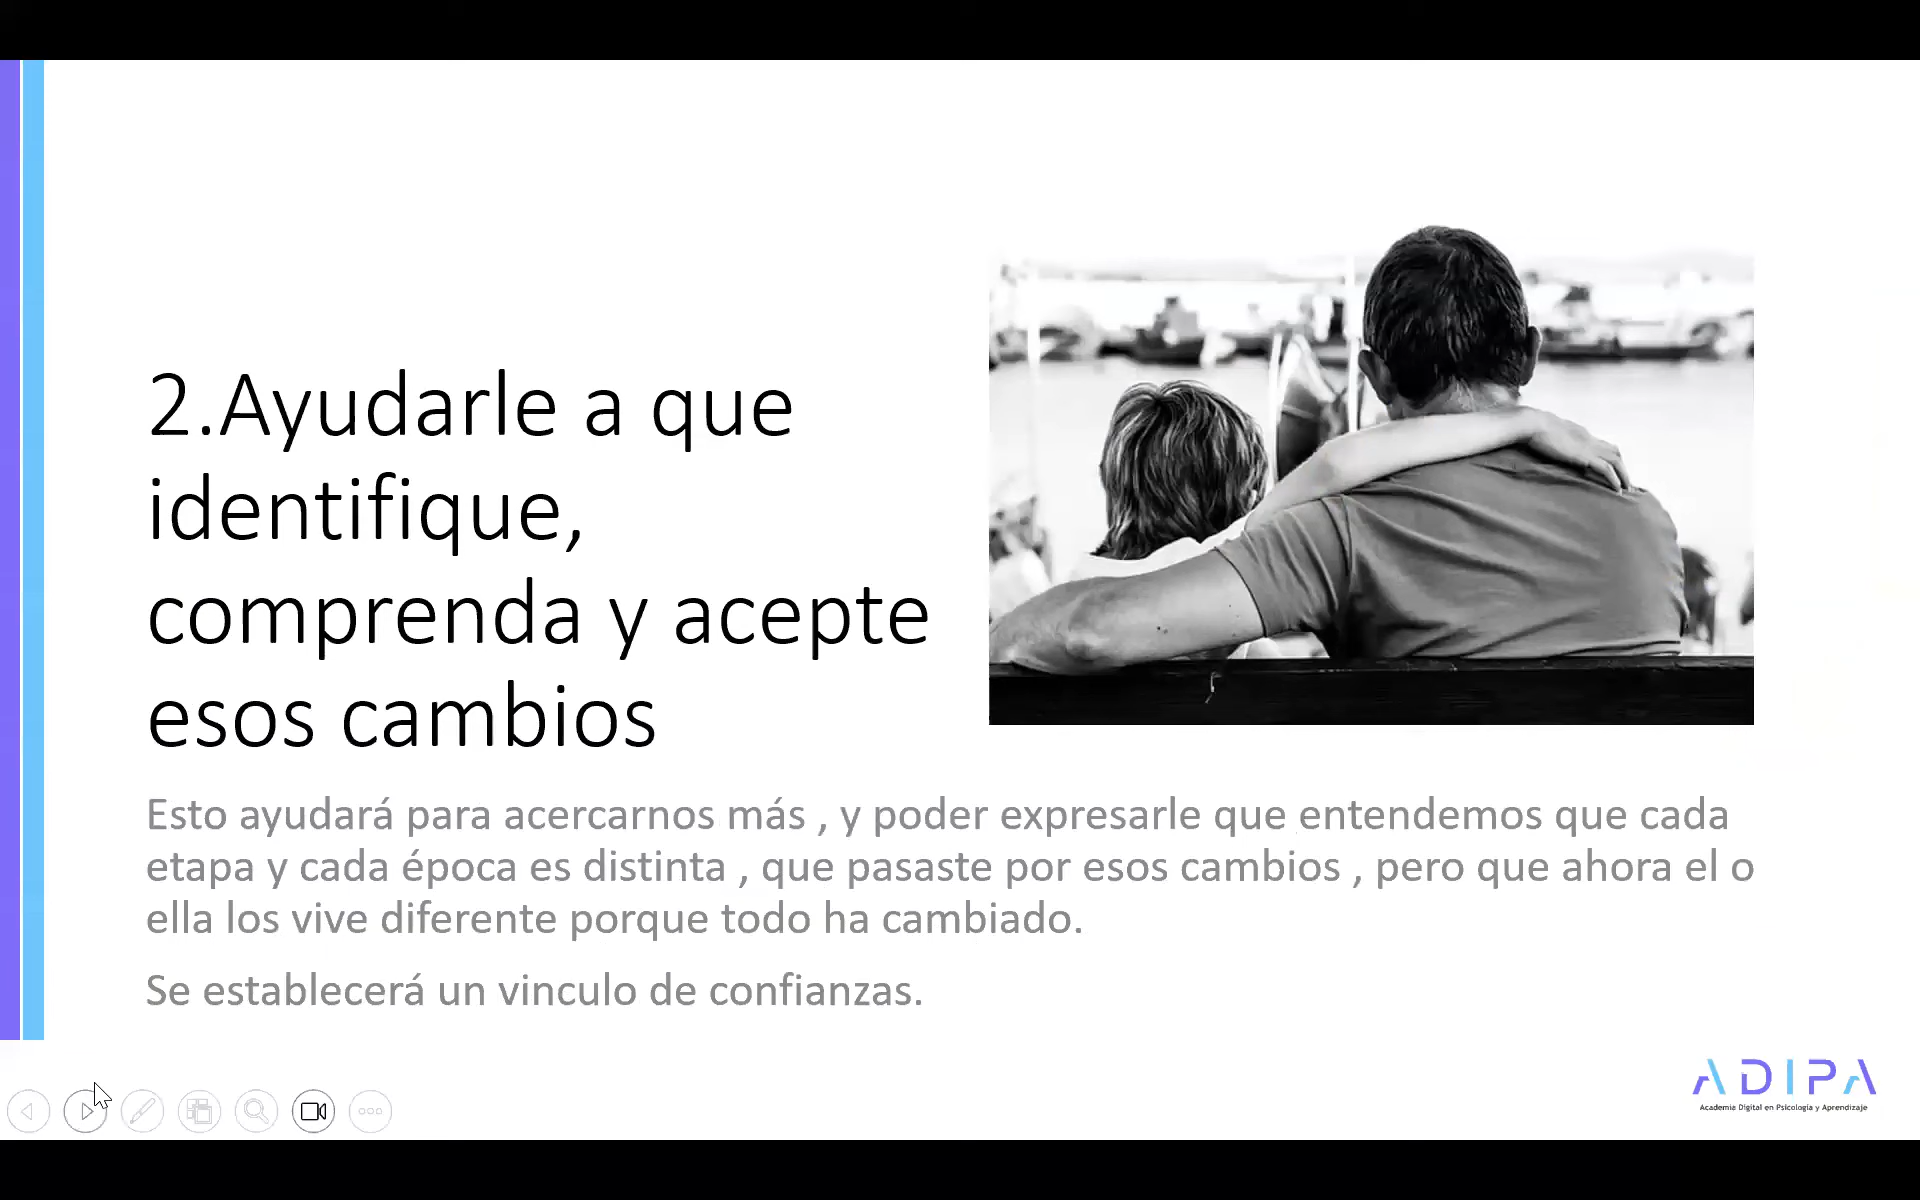 2.Ayudarle a que
identifique,
comprenda y acepte
esos cambios
Esto ayudará para acercarnos más , y poder expresarle que entendemos que cada
etapa y cada época es distinta , que pasaste por esos cambios , pero que ahora el o
ella los vive diferente porque todo ha cambiado.
Se establecerá un vinculo de confianzas.
ADIPA
Academia Digital en Psicología y Aprendizaje